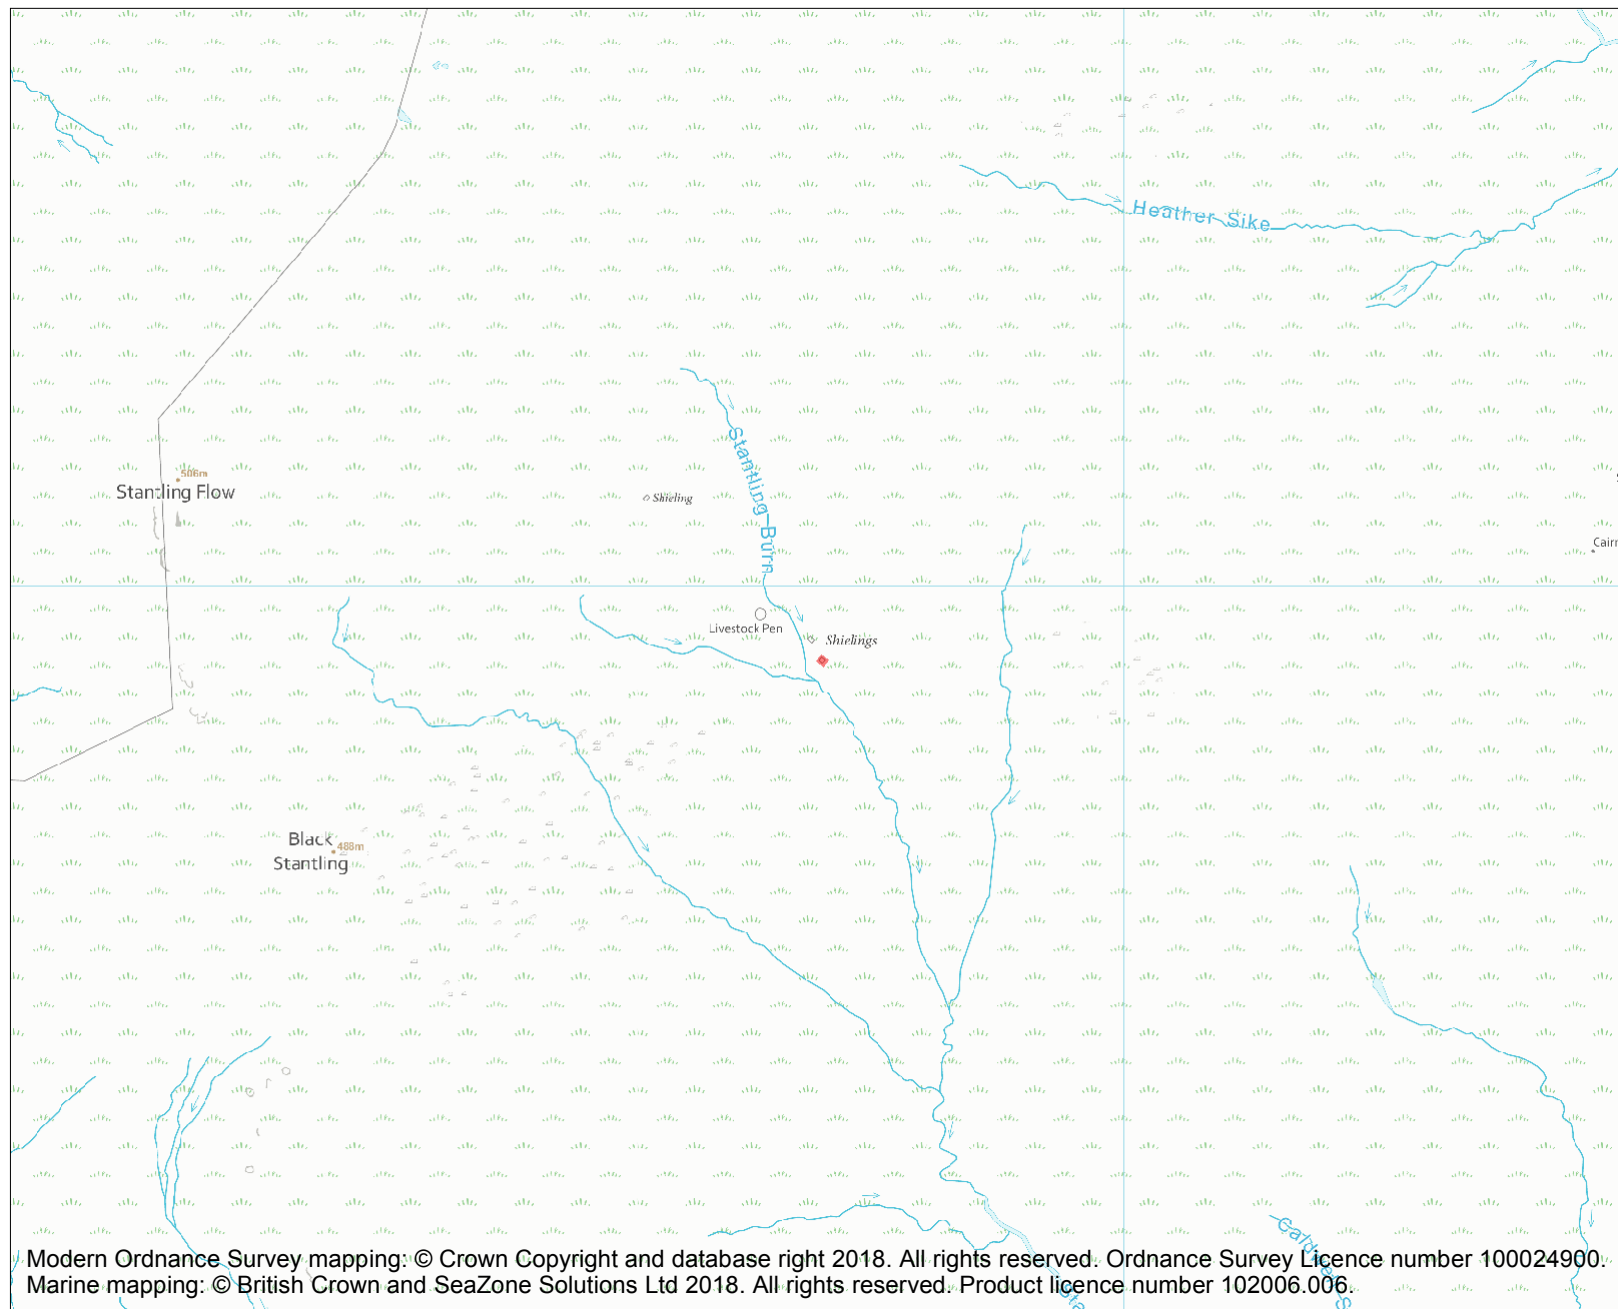 Heather Sike
Stantling Burn
506m
Stantling Flow
Shieling
Cairn
Livestock Pen
Shielings
Black
488m
Stantling
Modern Ordnance Survey mapping: © Crown Copyright and database right 2018. All rights reserved. Ordnance Survey Licence number 100024900.
Marine mapping: © British Crown and SeaZone Solutions Ltd 2018. All rights reserved. Product licence number 102006.006.